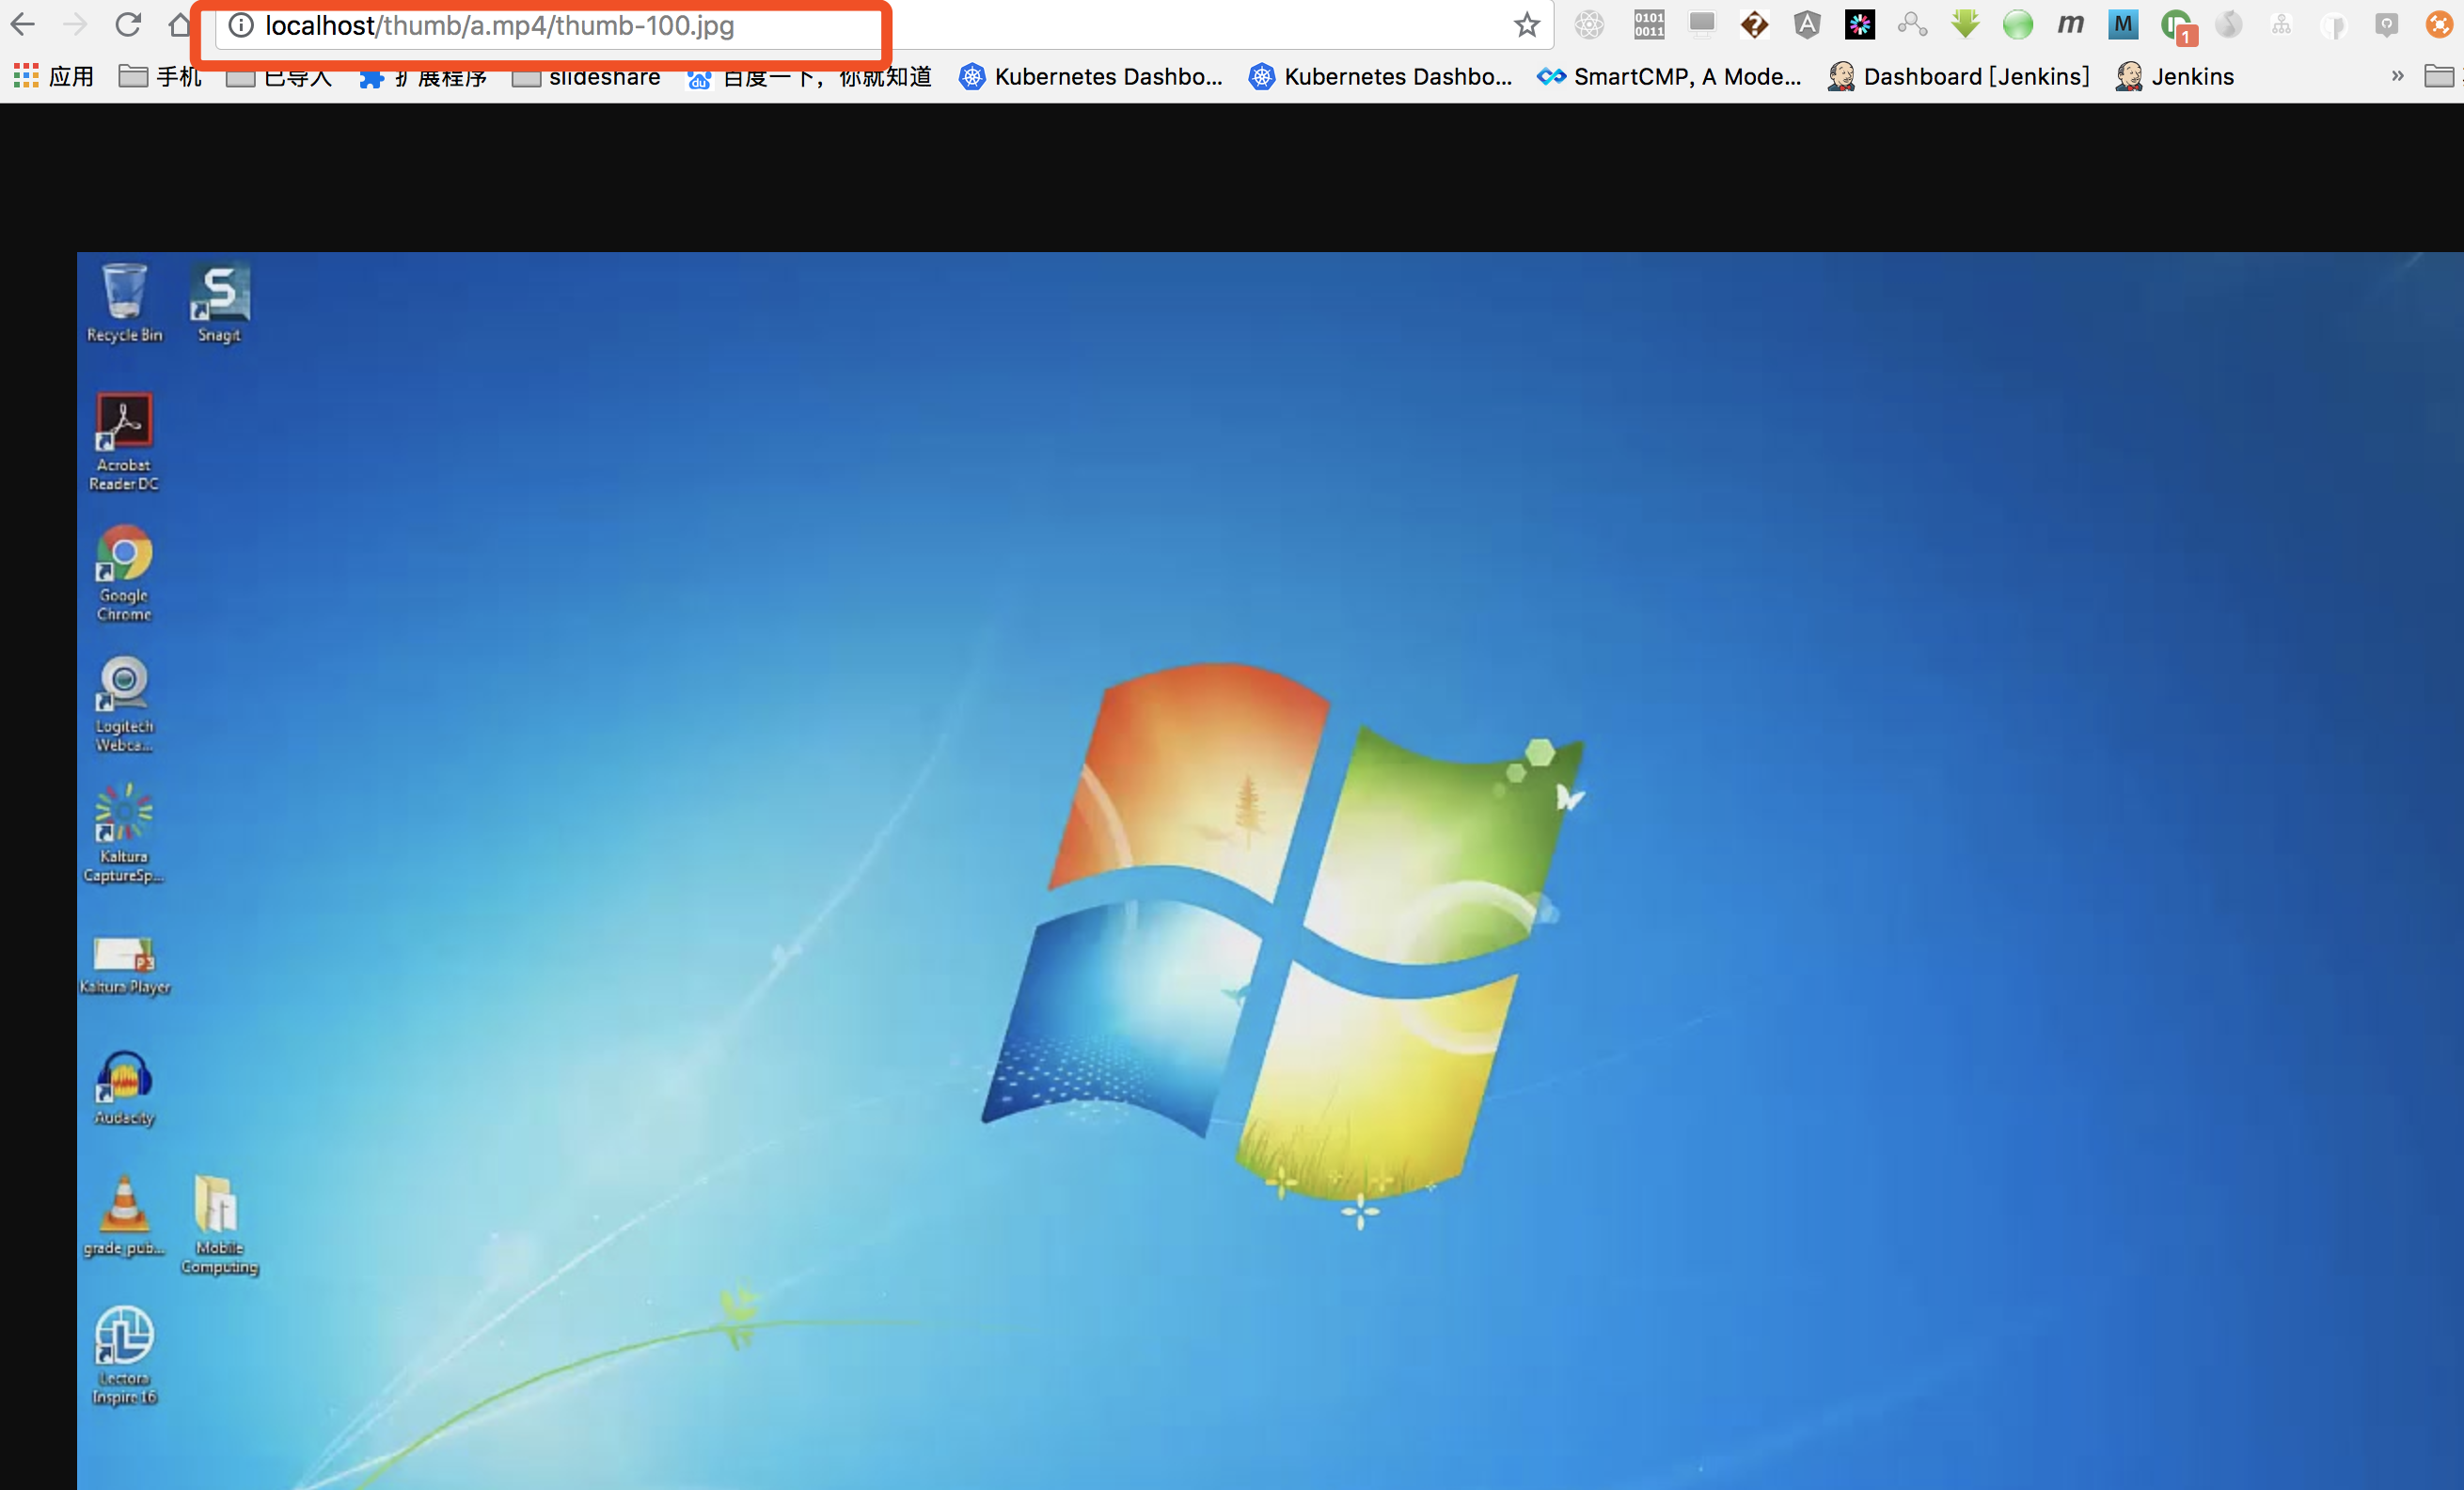 localhost/thumb/a.mp4/thumb-100.jpg
0101
0011
A
m
M
1
应用 手机 已导入 扩展程序 slideshare 百度一下，你就知道 Kubernetes Dashbo... Kubernetes Dashbo... SmartCMP, A Mode... Dashboard [Jenkins] Jenkins »
Recycle Bin
Snagit
Acrobat
Reader DC
Google
Chrome
Logitech
Webca...
Kaltura
CaptureSp...
Kaltura Player
Audacity
grade_pub...
Mobile
Computing
Lectora
Inspire 16